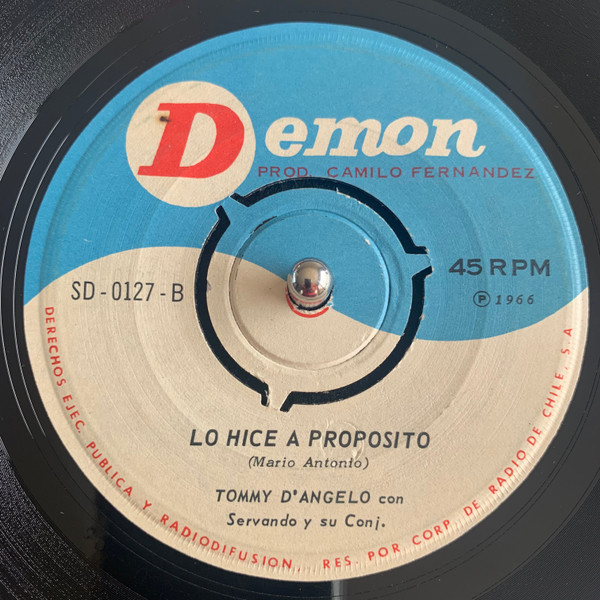 Demon
PROD. CAMILO FERNANDEZ
45 RPM
SD-0127-B
℗ 1966
LO HICE A PROPOSITO
(Mario Antonio)
TOMMY D'ANGELO con
Servando y su Conj.
DERECHOS EJEC. PUBLICA Y RADIODIFUSION, RES. POR CORP. DE RADIO DE CHILE, S.A